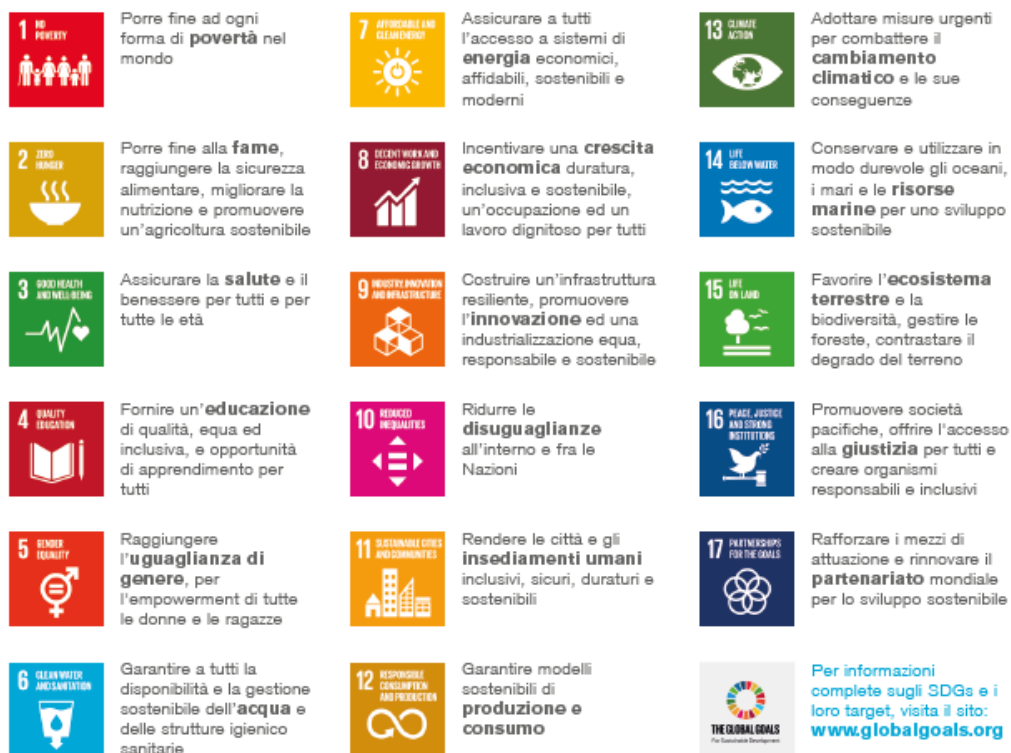 1 NO
POVERTY
Porre fine ad ogni
forma di povertà nel
mondo
2 ZERO
HUNGER
Porre fine alla fame,
raggiungere la sicurezza
alimentare, migliorare la
nutrizione e promuovere
un'agricoltura sostenibile
3 GOOD HEALTH
AND WELL-BEING
Assicurare la salute e il
benessere per tutti e per
tutte le età
4 QUALITY
EDUCATION
Fornire un'educazione
di qualità, equa ed
inclusiva, e opportunità
di apprendimento per
tutti
5 GENDER
EQUALITY
Raggiungere
l'uguaglianza di
genere, per
l'empowerment di tutte
le donne e le ragazze
6 CLEAN WATER
AND SANITATION
Garantire a tutti la
disponibilità e la gestione
sostenibile dell'acqua e
delle strutture igienico
sanitarie
7 AFFORDABLE AND
CLEAN ENERGY
Assicurare a tutti
l'accesso a sistemi di
energia economici,
affidabili, sostenibili e
moderni
8 DECENT WORK AND
ECONOMIC GROWTH
Incentivare una crescita
economica duratura,
inclusiva e sostenibile,
un'occupazione ed un
lavoro dignitoso per tutti
9 INDUSTRY, INNOVATION
AND INFRASTRUCTURE
Costruire un'infrastruttura
resiliente, promuovere
l'innovazione ed una
industrializzazione equa,
responsabile e sostenibile
10 REDUCED
INEQUALITIES
Ridurre le
disuguaglianze
all'interno e fra le
Nazioni
11 SUSTAINABLE CITIES
AND COMMUNITIES
Rendere le città e gli
insediamenti umani
inclusivi, sicuri, duraturi e
sostenibili
12 RESPONSIBLE
CONSUMPTION
AND PRODUCTION
Garantire modelli
sostenibili di
produzione e
consumo
13 CLIMATE
ACTION
Adottare misure urgenti
per combattere il
cambiamento
climatico e le sue
conseguenze
14 LIFE
BELOW WATER
Conservare e utilizzare in
modo durevole gli oceani,
i mari e le risorse
marine per uno sviluppo
sostenibile
15 LIFE
ON LAND
Favorire l'ecosistema
terrestre e la
biodiversità, gestire le
foreste, contrastare il
degrado del terreno
16 PEACE, JUSTICE
AND STRONG
INSTITUTIONS
Promuovere società
pacifiche, offrire l'accesso
alla giustizia per tutti e
creare organismi
responsabili e inclusivi
17 PARTNERSHIPS
FOR THE GOALS
Rafforzare i mezzi di
attuazione e rinnovare il
partenariato mondiale
per lo sviluppo sostenibile
THE GLOBAL GOALS
For Sustainable Development
Per informazioni
complete sugli SDGs e i
loro target, visita il sito:
www.globalgoals.org